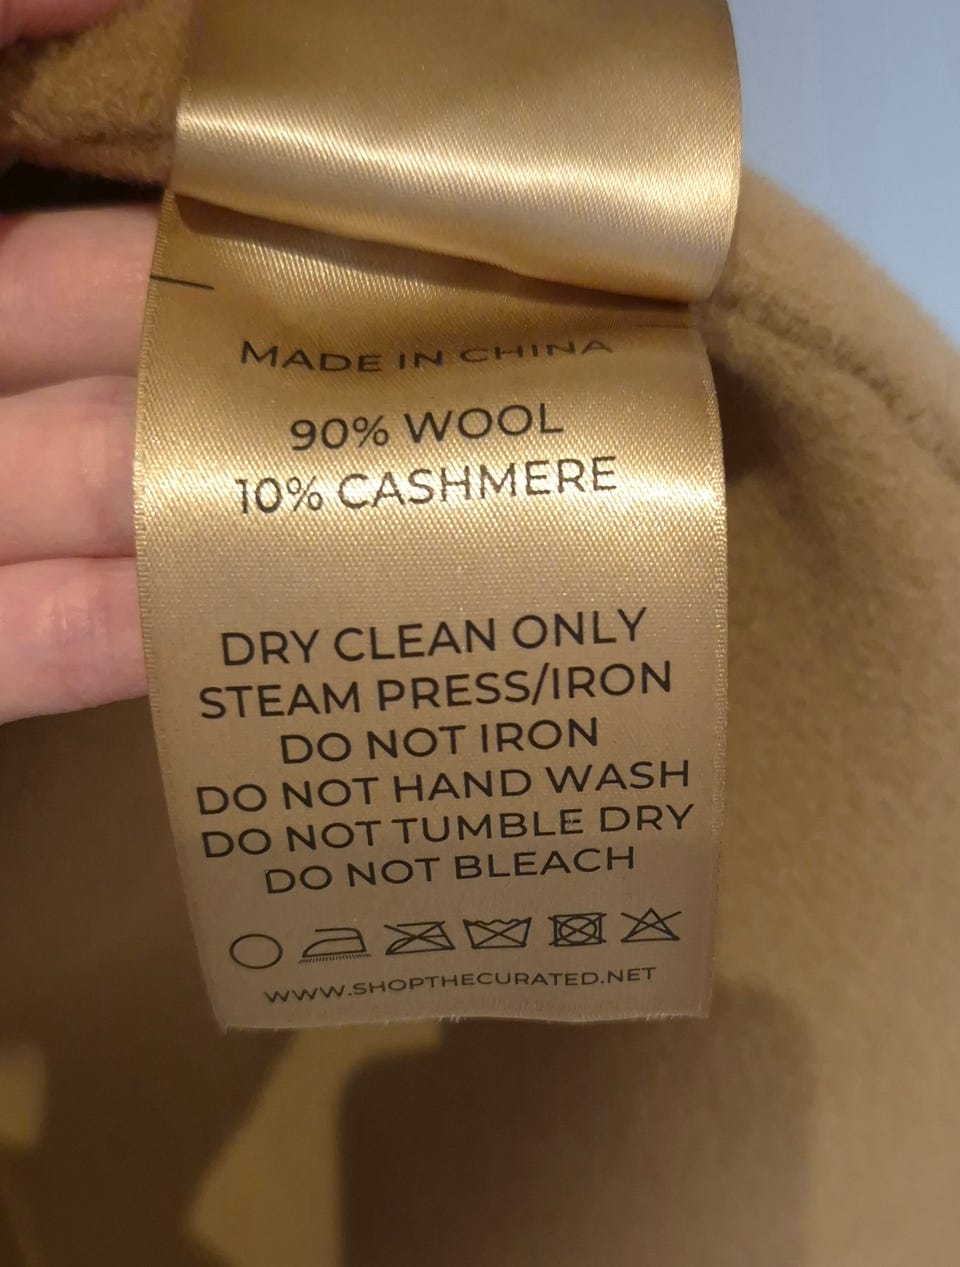 MADE IN CHINA
90% WOOL
10% CASHMERE
DRY CLEAN ONLY
STEAM PRESS/IRON
DO NOT IRON
DO NOT HAND WASH
DO NOT TUMBLE DRY
DO NOT BLEACH
WWW.SHOPTHECURATED.NET